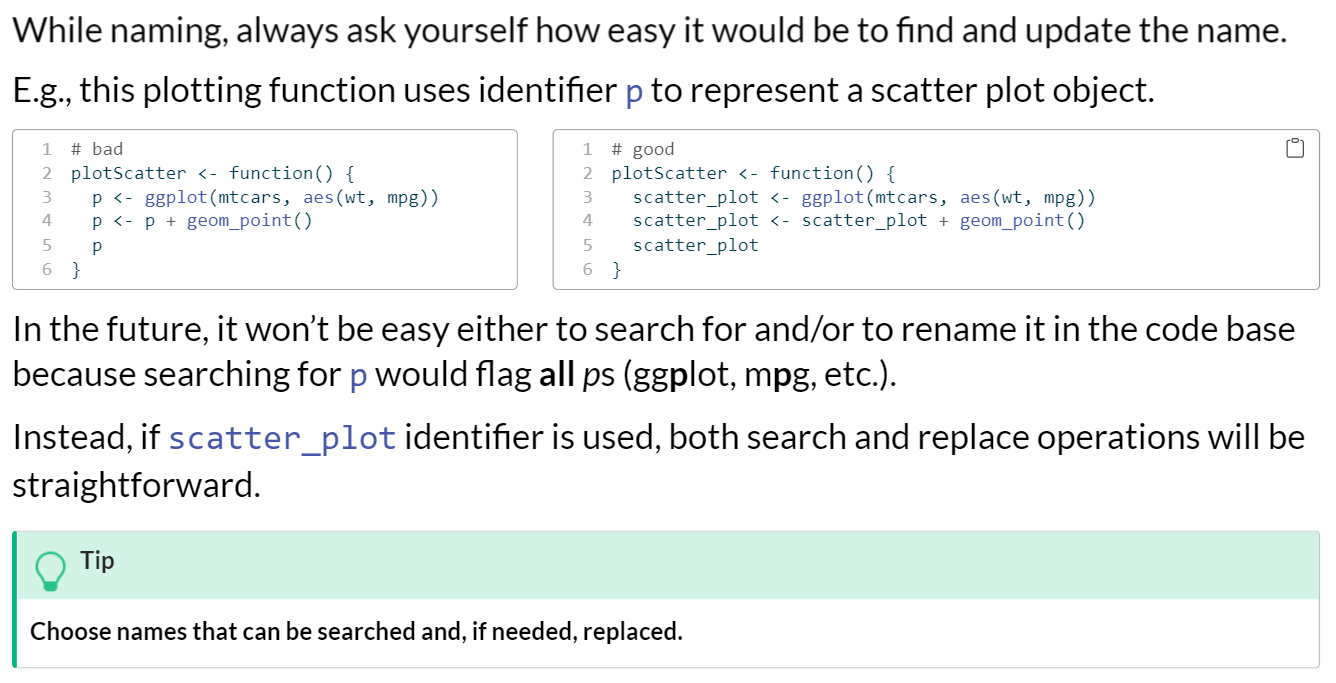 While naming, always ask yourself how easy it would be to find and update the name.
E.g., this plotting function uses identifier p to represent a scatter plot object.
1 # bad
2 plotScatter <- function() {
3   p <- ggplot(mtcars, aes(wt, mpg))
4   p <- p + geom_point()
5   p
6 }
1 # good
2 plotScatter <- function() {
3   scatter_plot <- ggplot(mtcars, aes(wt, mpg))
4   scatter_plot <- scatter_plot + geom_point()
5   scatter_plot
6 }
In the future, it won’t be easy either to search for and/or to rename it in the code base
because searching for p would flag all ps (ggplot, mpg, etc.).
Instead, if scatter_plot identifier is used, both search and replace operations will be
straightforward.
Tip
Choose names that can be searched and, if needed, replaced.